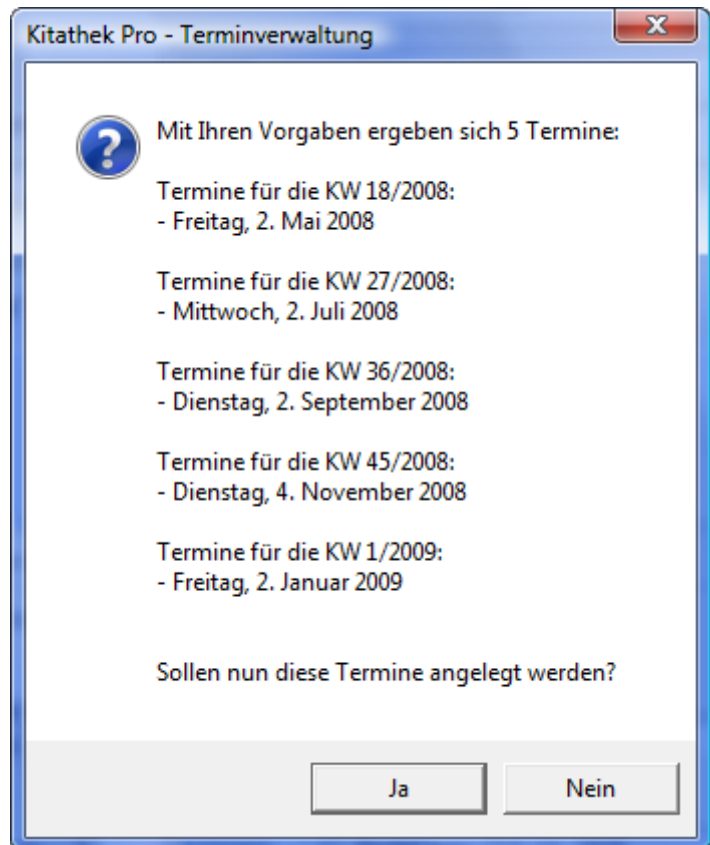 Kitathek Pro - Terminverwaltung
Mit Ihren Vorgaben ergeben sich 5 Termine:
Termine für die KW 18/2008:
- Freitag, 2. Mai 2008
Termine für die KW 27/2008:
- Mittwoch, 2. Juli 2008
Termine für die KW 36/2008:
- Dienstag, 2. September 2008
Termine für die KW 45/2008:
- Dienstag, 4. November 2008
Termine für die KW 1/2009:
- Freitag, 2. Januar 2009
Sollen nun diese Termine angelegt werden?
Ja
Nein